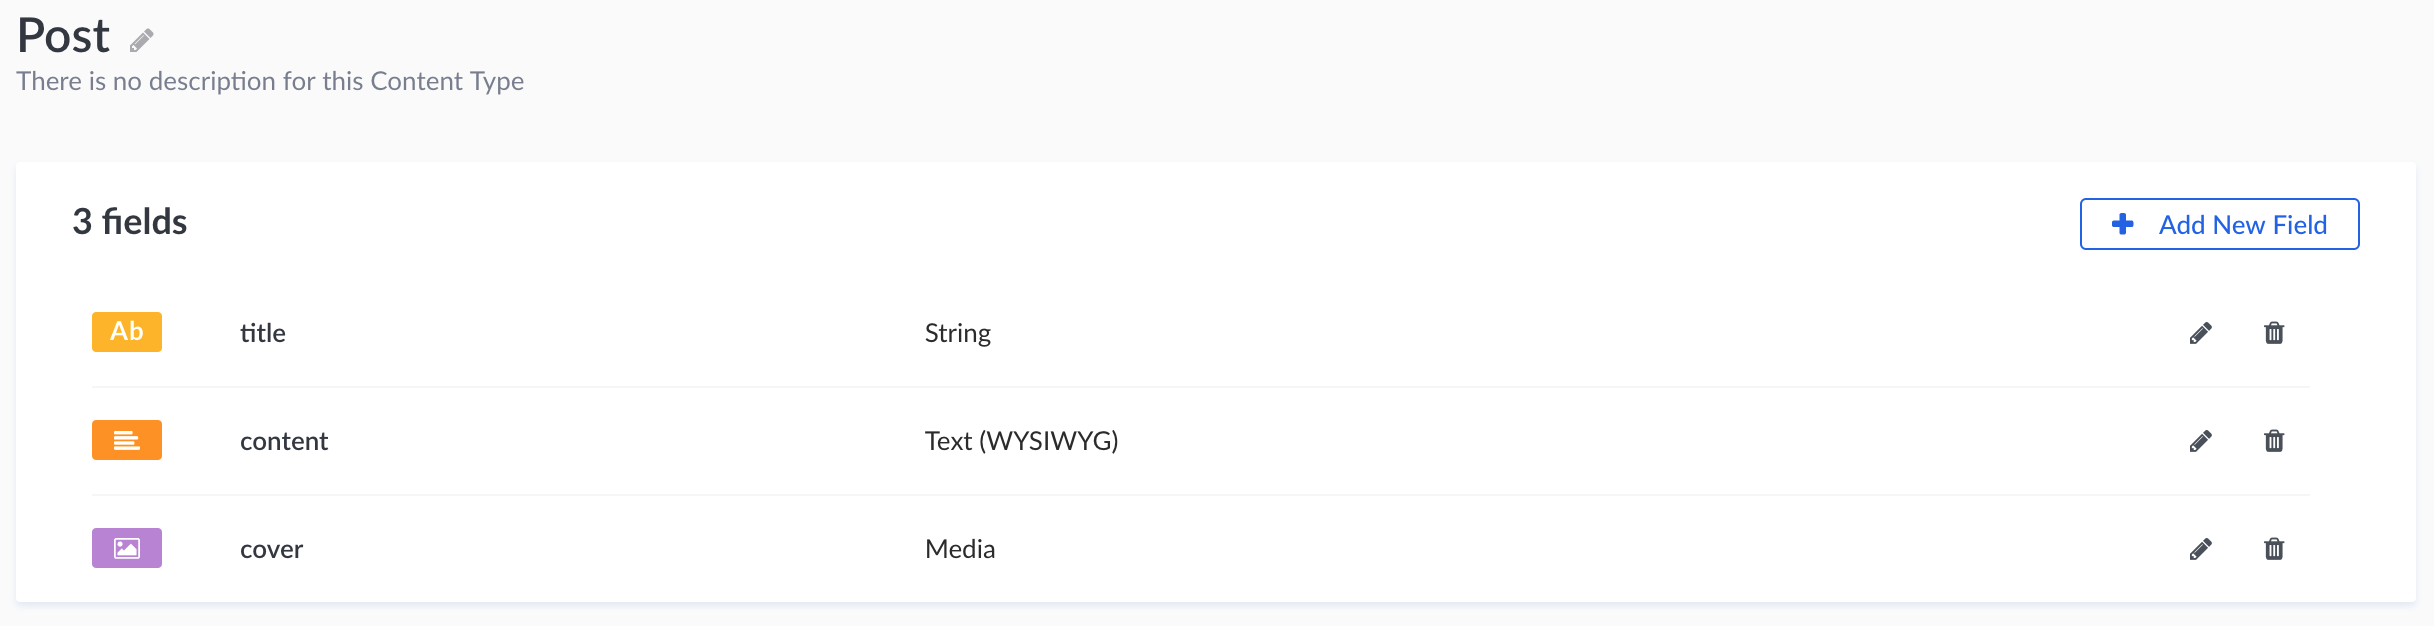 Post
There is no description for this Content Type
3 fields
Add New Field
Ab title String
content Text (WYSIWYG)
cover Media